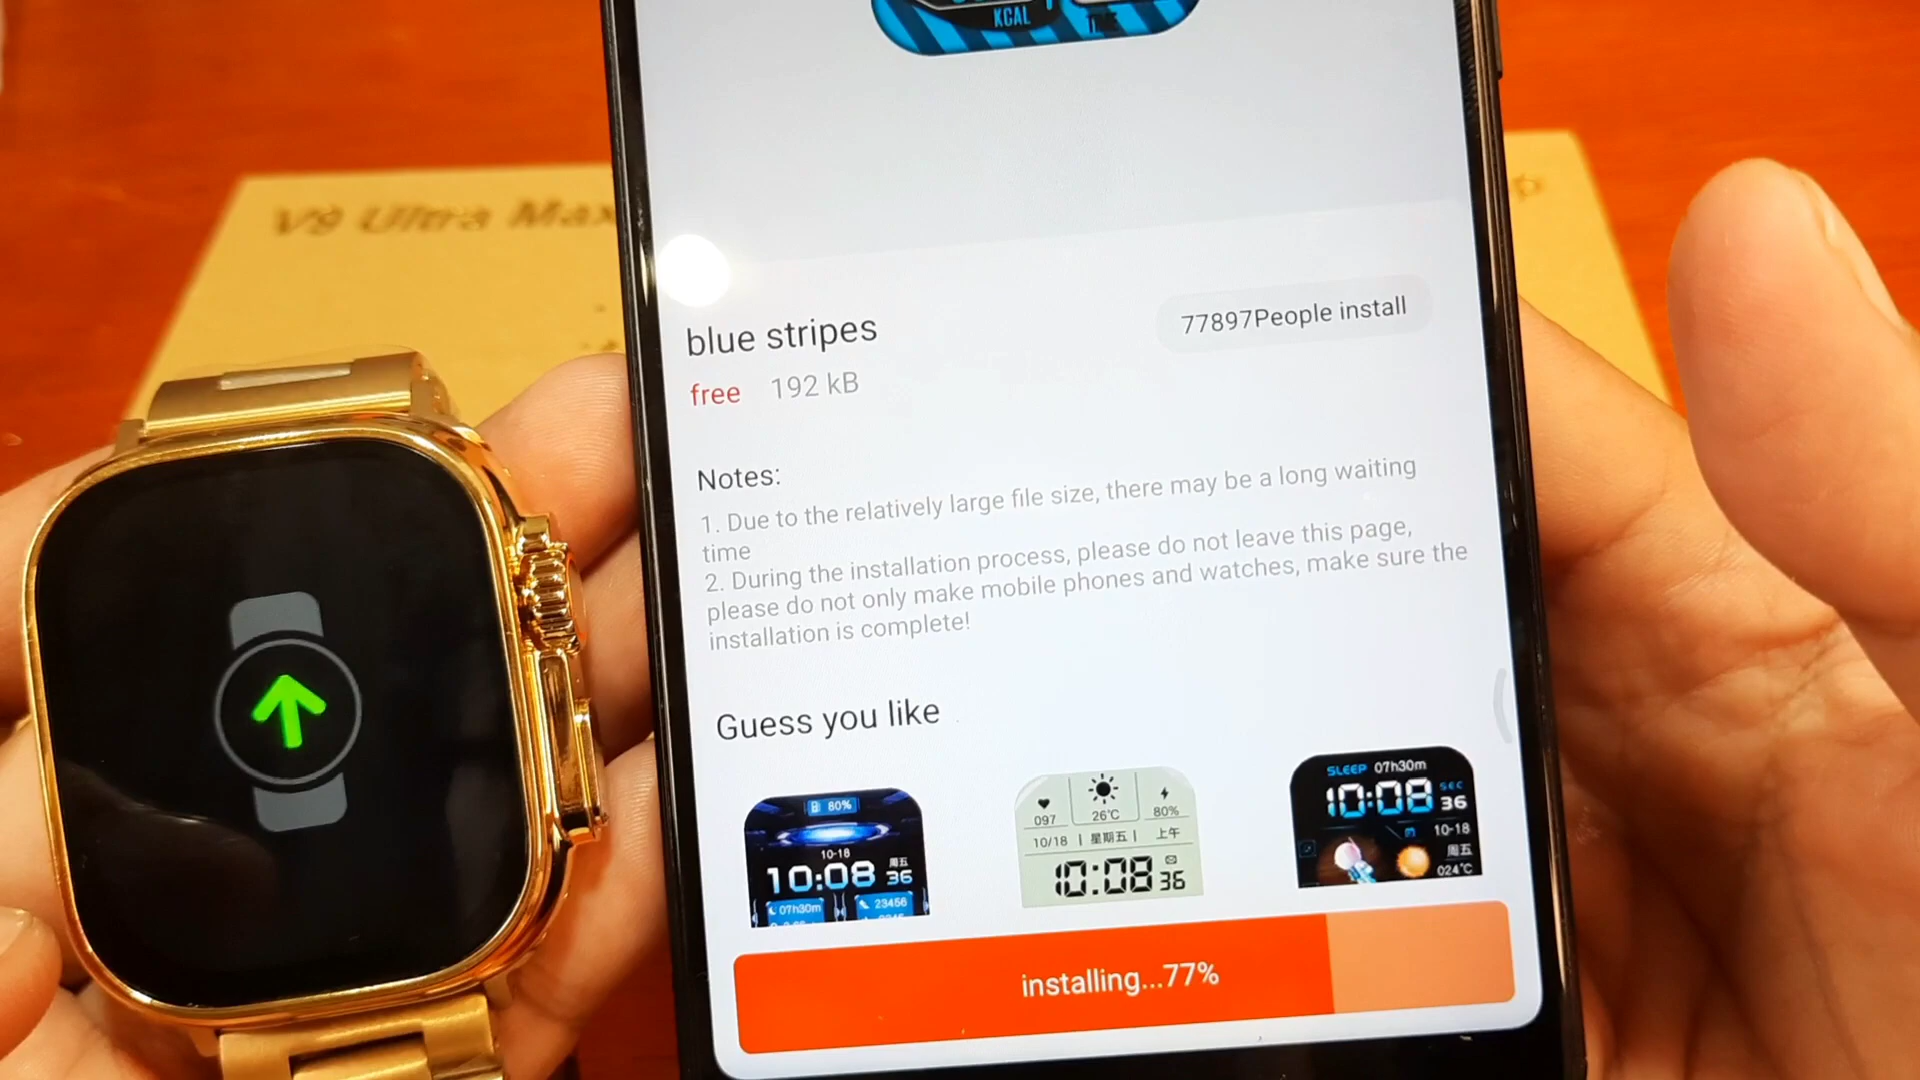 KCAL
V9 Ultra Max
blue stripes
77897People install
free 192 kB
Notes:
1. Due to the relatively large file size, there may be a long waiting
time
2. During the installation process, please do not leave this page,
please do not only make mobile phones and watches, make sure the
installation is complete!
Guess you like
80%
10-18
10:08 周五 36
07h30m 23456
097 26℃ 80%
10/18 | 星期五 | 上午
10:08 36
SLEEP 07h30m
10:08 SEC 36
10-18
周五
024℃
installing...77%